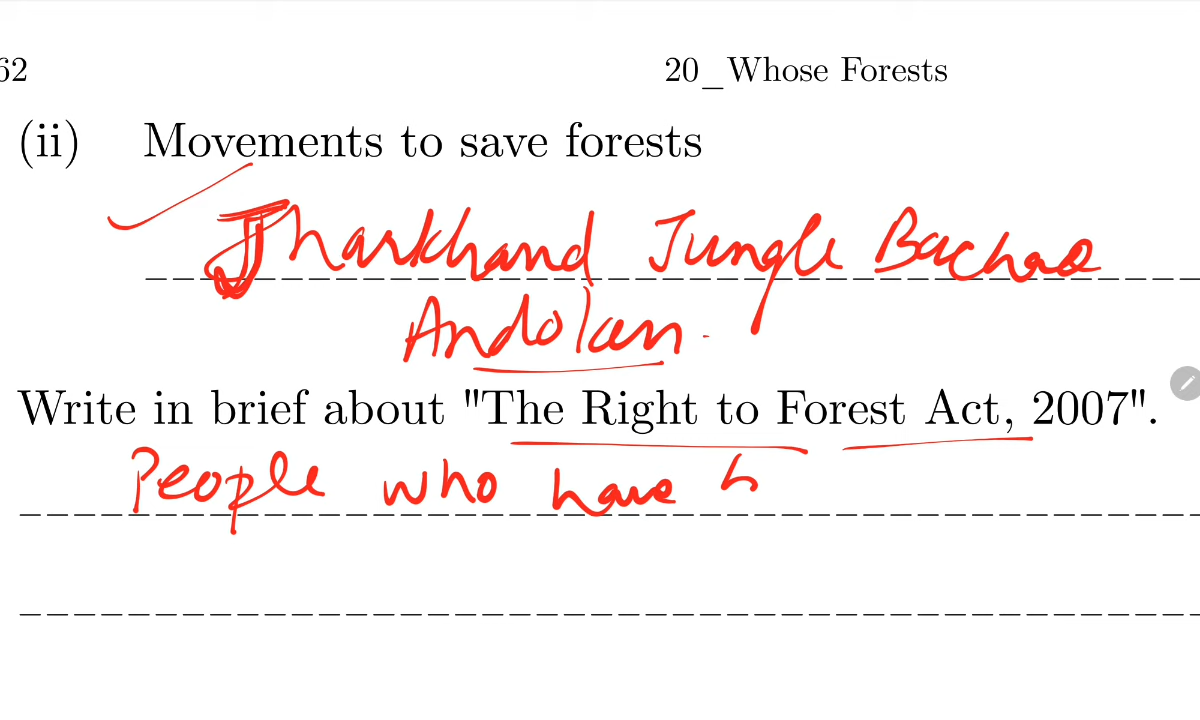 62
20_Whose Forests
(ii) Movements to save forests
Jharkhand Jungle Bachao
Andolan.
Write in brief about "The Right to Forest Act, 2007".
People who have